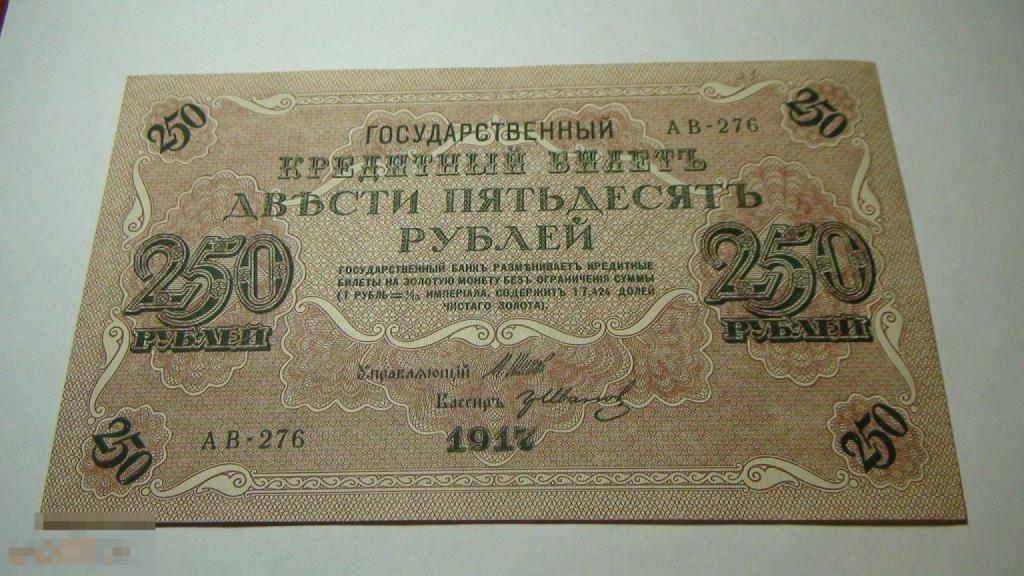 250
250
ГОСУДАРСТВЕННЫЙ
АВ-276
КРЕДИТНЫЙ БИЛЕТЪ
ДВѢСТИ ПЯТЬДЕСЯТЪ
РУБЛЕЙ
250
РУБЛЕЙ
250
РУБЛЕЙ
ГОСУДАРСТВЕННЫЙ БАНКЪ РАЗМѢНИВАЕТЪ КРЕДИТНЫЕ
БИЛЕТЫ НА ЗОЛОТУЮ МОНЕТУ БЕЗЪ ОГРАНИЧЕНІЯ СУММЫ
(1 РУБЛЬ = 1/15 ИМПЕРІАЛА, СОДЕРЖИТЪ 17,424 ДОЛЕЙ
ЧИСТАГО ЗОЛОТА).
Управляющій
Кассиръ
АВ-276
1917
250
250